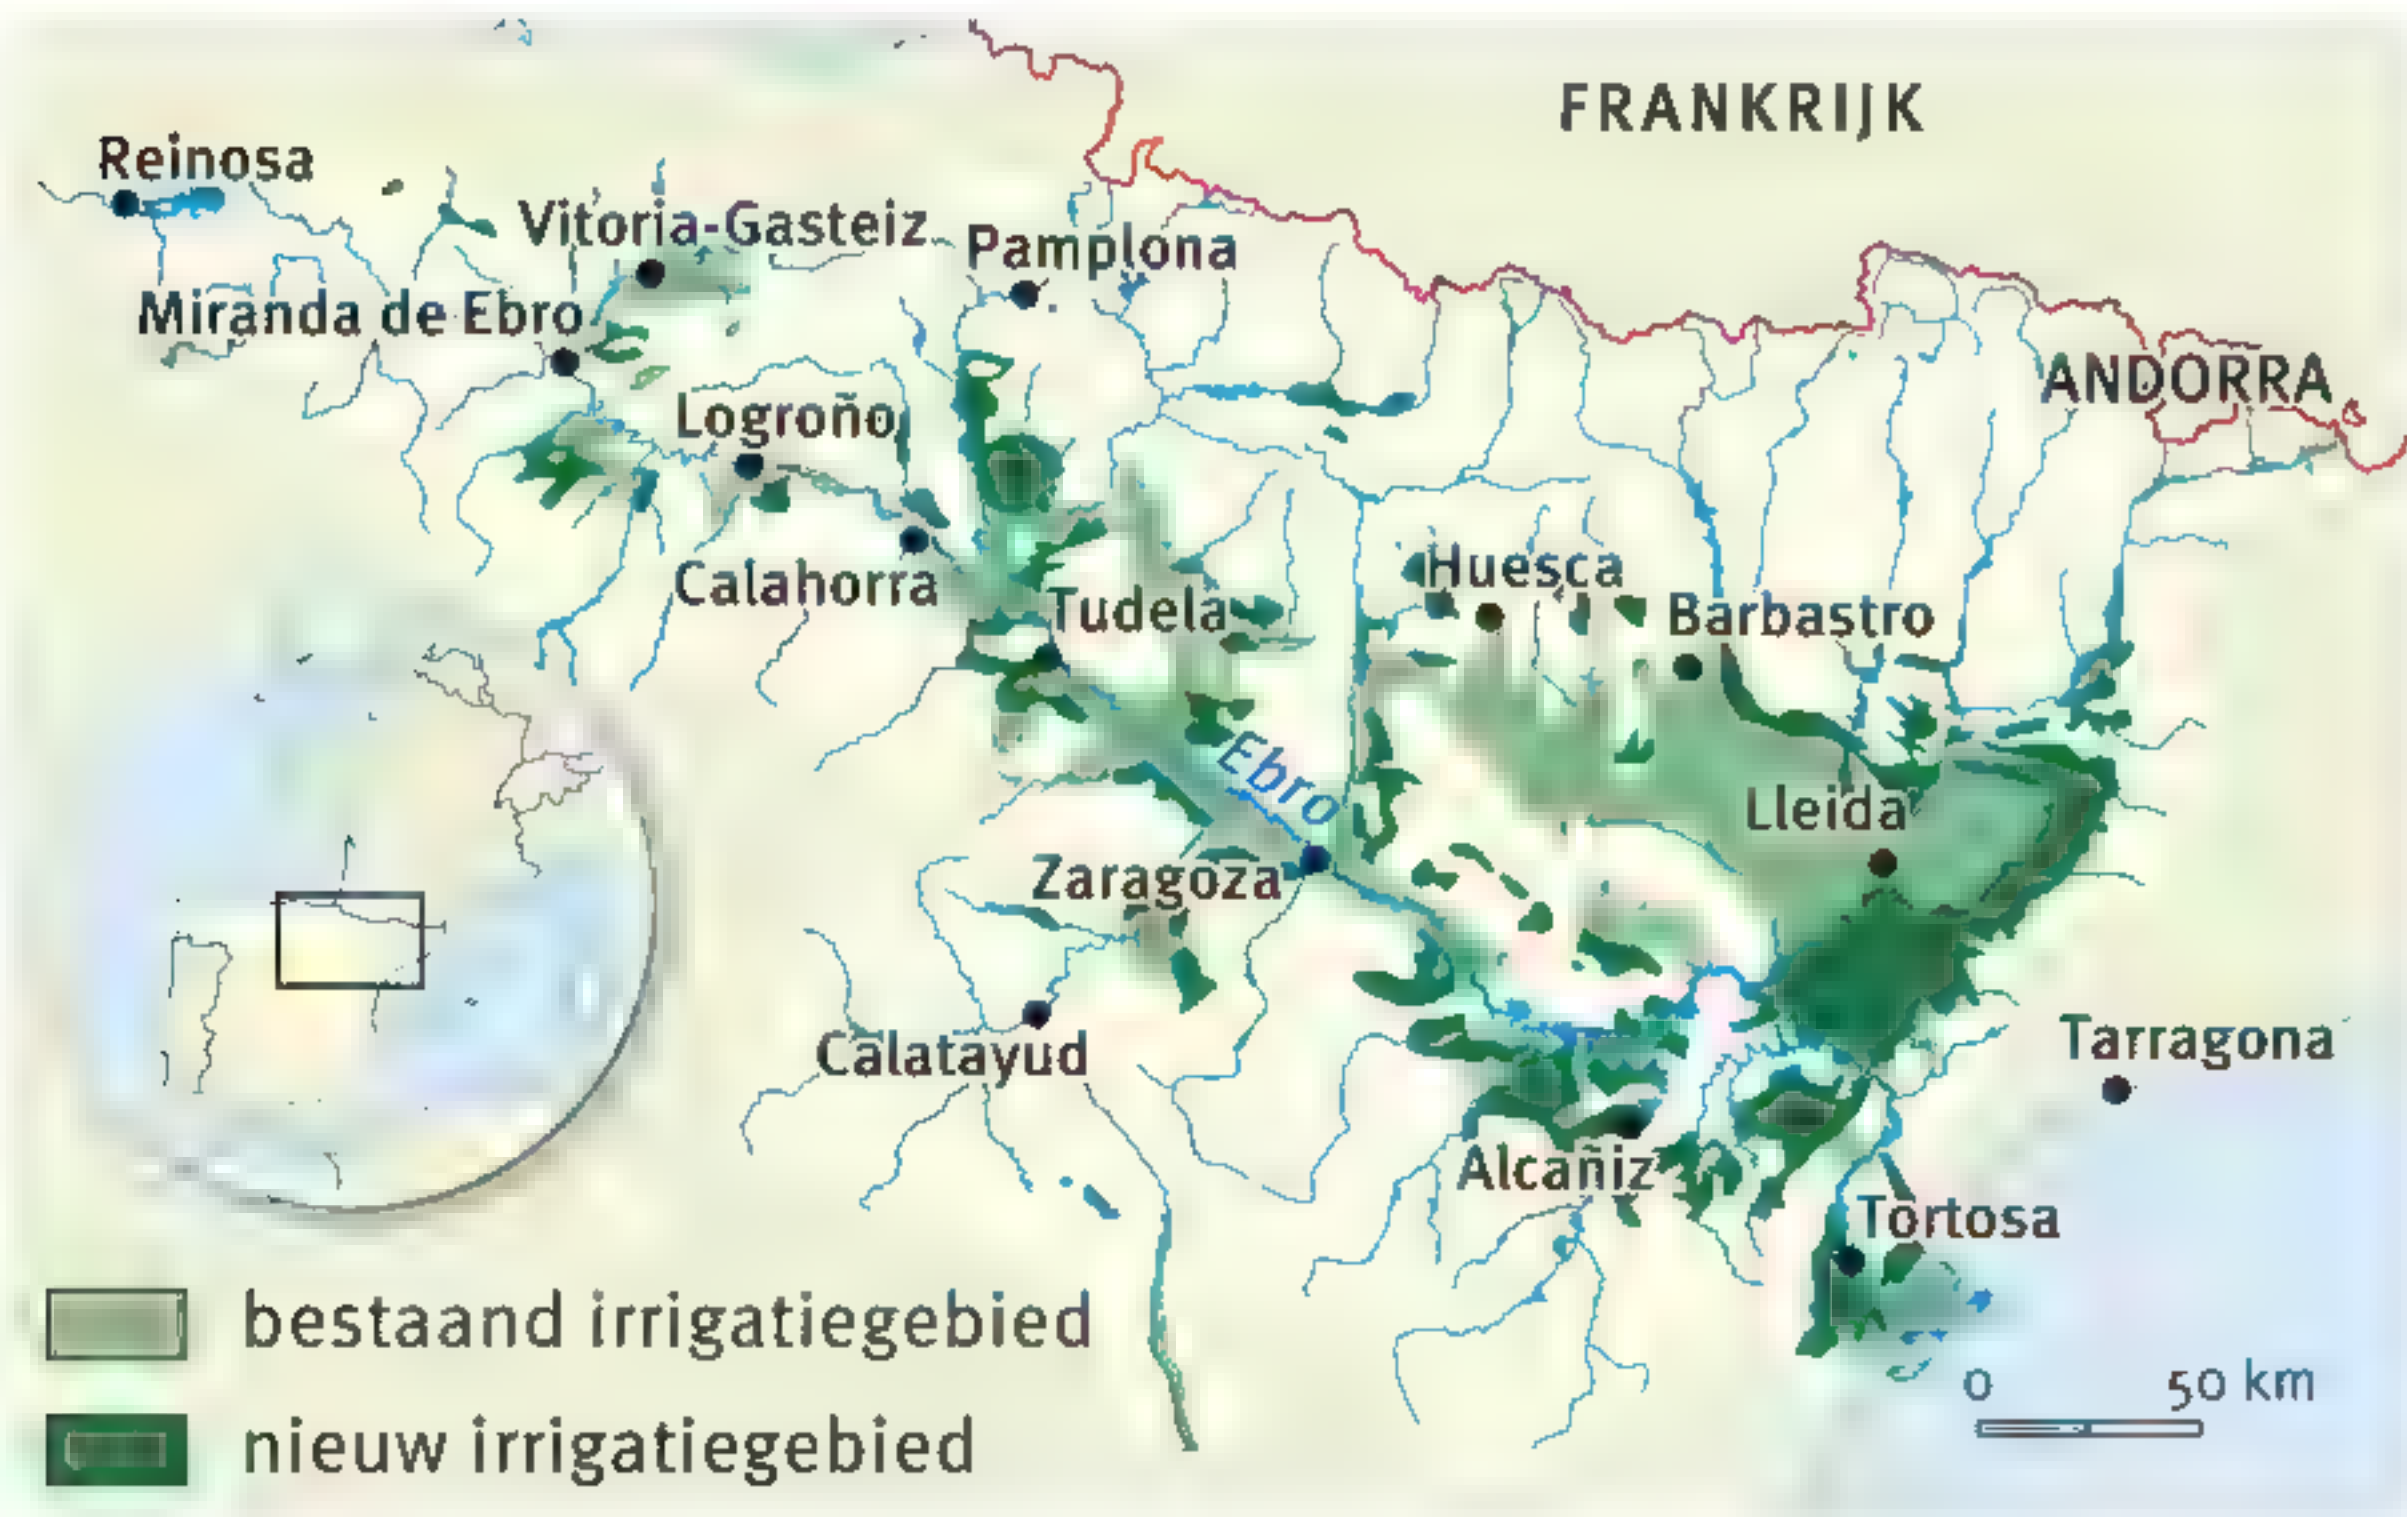 FRANKRIJK
Reinosa
Vitoria-Gasteiz
Pamplona
Miranda de Ebro
ANDORRA
Logroño
Calahorra
Huesca
Tudela
Barbastro
Ebro
Lleida
Zaragoza
Calatayud
Tarragona
Alcañiz
Tortosa
bestaand irrigatiegebied
nieuw irrigatiegebied
0 50 km